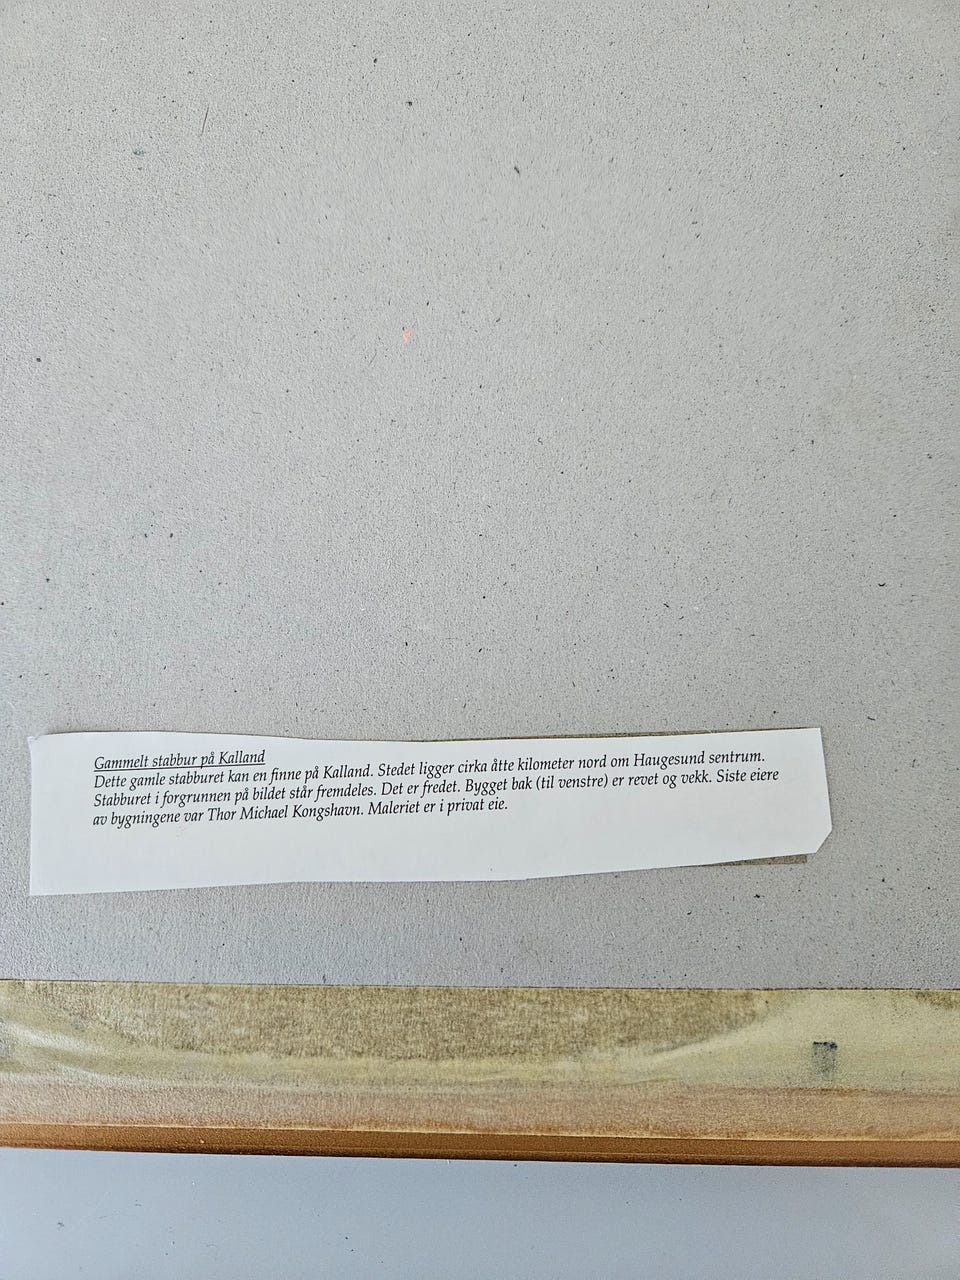 Gammelt stabbur på Kalland
Dette gamle stabburet kan en finne på Kalland. Stedet ligger cirka åtte kilometer nord om Haugesund sentrum.
Stabburet i forgrunnen på bildet står fremdeles. Det er fredet. Bygget bak (til venstre) er revet og vekk. Siste eiere
av bygningene var Thor Michael Kongshavn. Maleriet er i privat eie.